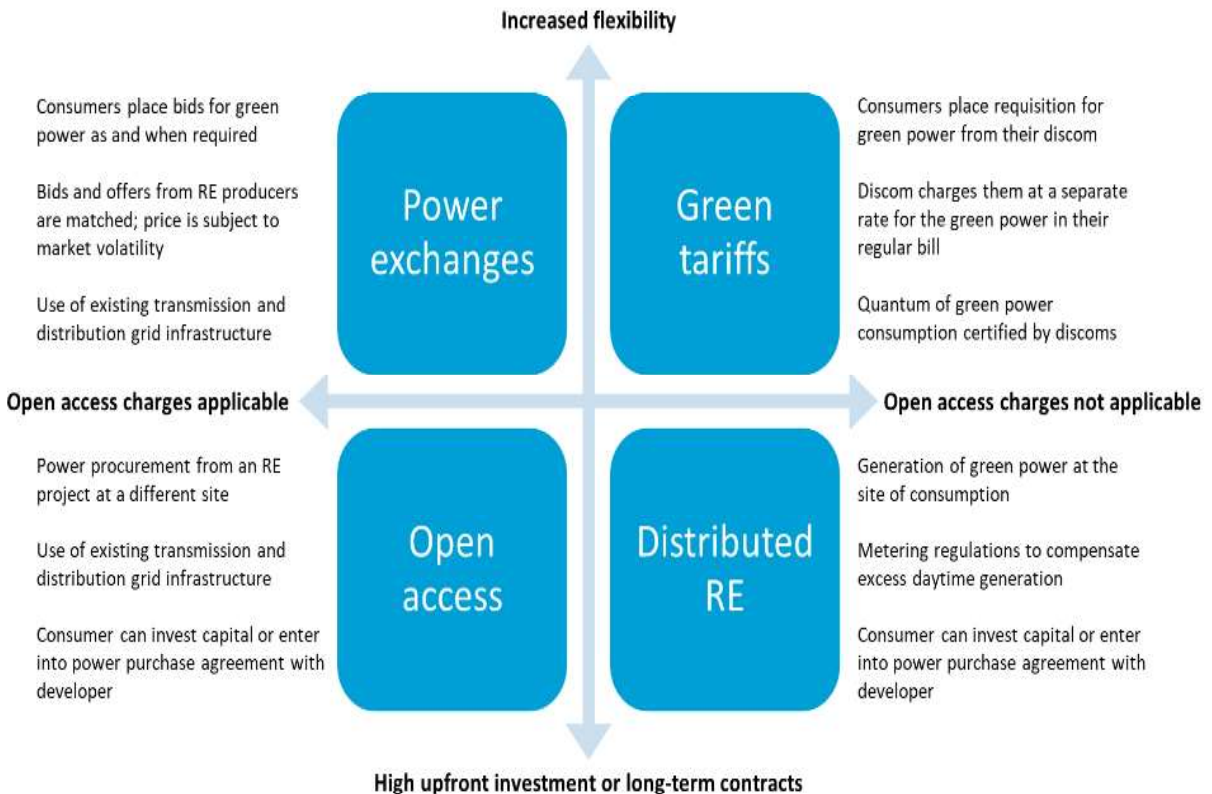 Increased flexibility
Consumers place bids for green
power as and when required
Bids and offers from RE producers
are matched; price is subject to
market volatility
Use of existing transmission and
distribution grid infrastructure
Power
exchanges
Green
tariffs
Consumers place requisition for
green power from their discom
Discom charges them at a separate
rate for the green power in their
regular bill
Quantum of green power
consumption certified by discoms
Open access charges applicable
Open access charges not applicable
Power procurement from an RE
project at a different site
Use of existing transmission and
distribution grid infrastructure
Consumer can invest capital or enter
into power purchase agreement with
developer
Open
access
Distributed
RE
Generation of green power at the
site of consumption
Metering regulations to compensate
excess daytime generation
Consumer can invest capital or enter
into power purchase agreement with
developer
High upfront investment or long-term contracts